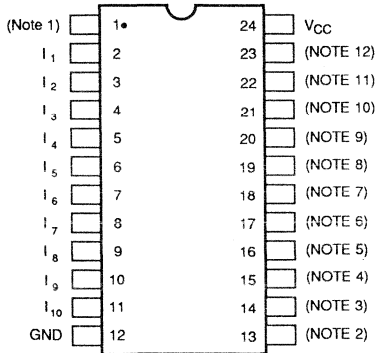 (Note 1) 1 24 VCC
I1 2 23 (NOTE 12)
I2 3 22 (NOTE 11)
I3 4 21 (NOTE 10)
I4 5 20 (NOTE 9)
I5 6 19 (NOTE 8)
I6 7 18 (NOTE 7)
I7 8 17 (NOTE 6)
I8 9 16 (NOTE 5)
I9 10 15 (NOTE 4)
I10 11 14 (NOTE 3)
GND 12 13 (NOTE 2)